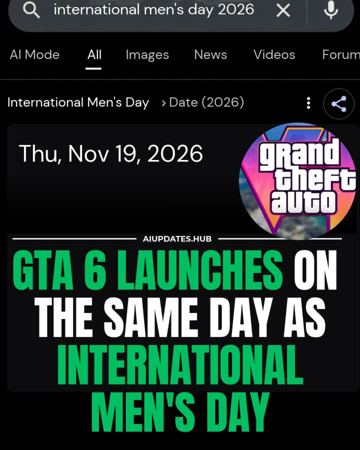 international men's day 2026
AI Mode All Images News Videos Forum
International Men's Day > Date (2026)
Thu, Nov 19, 2026
grand
theft
auto
AIUPDATES.HUB
GTA 6 LAUNCHES ON
THE SAME DAY AS
INTERNATIONAL
MEN'S DAY